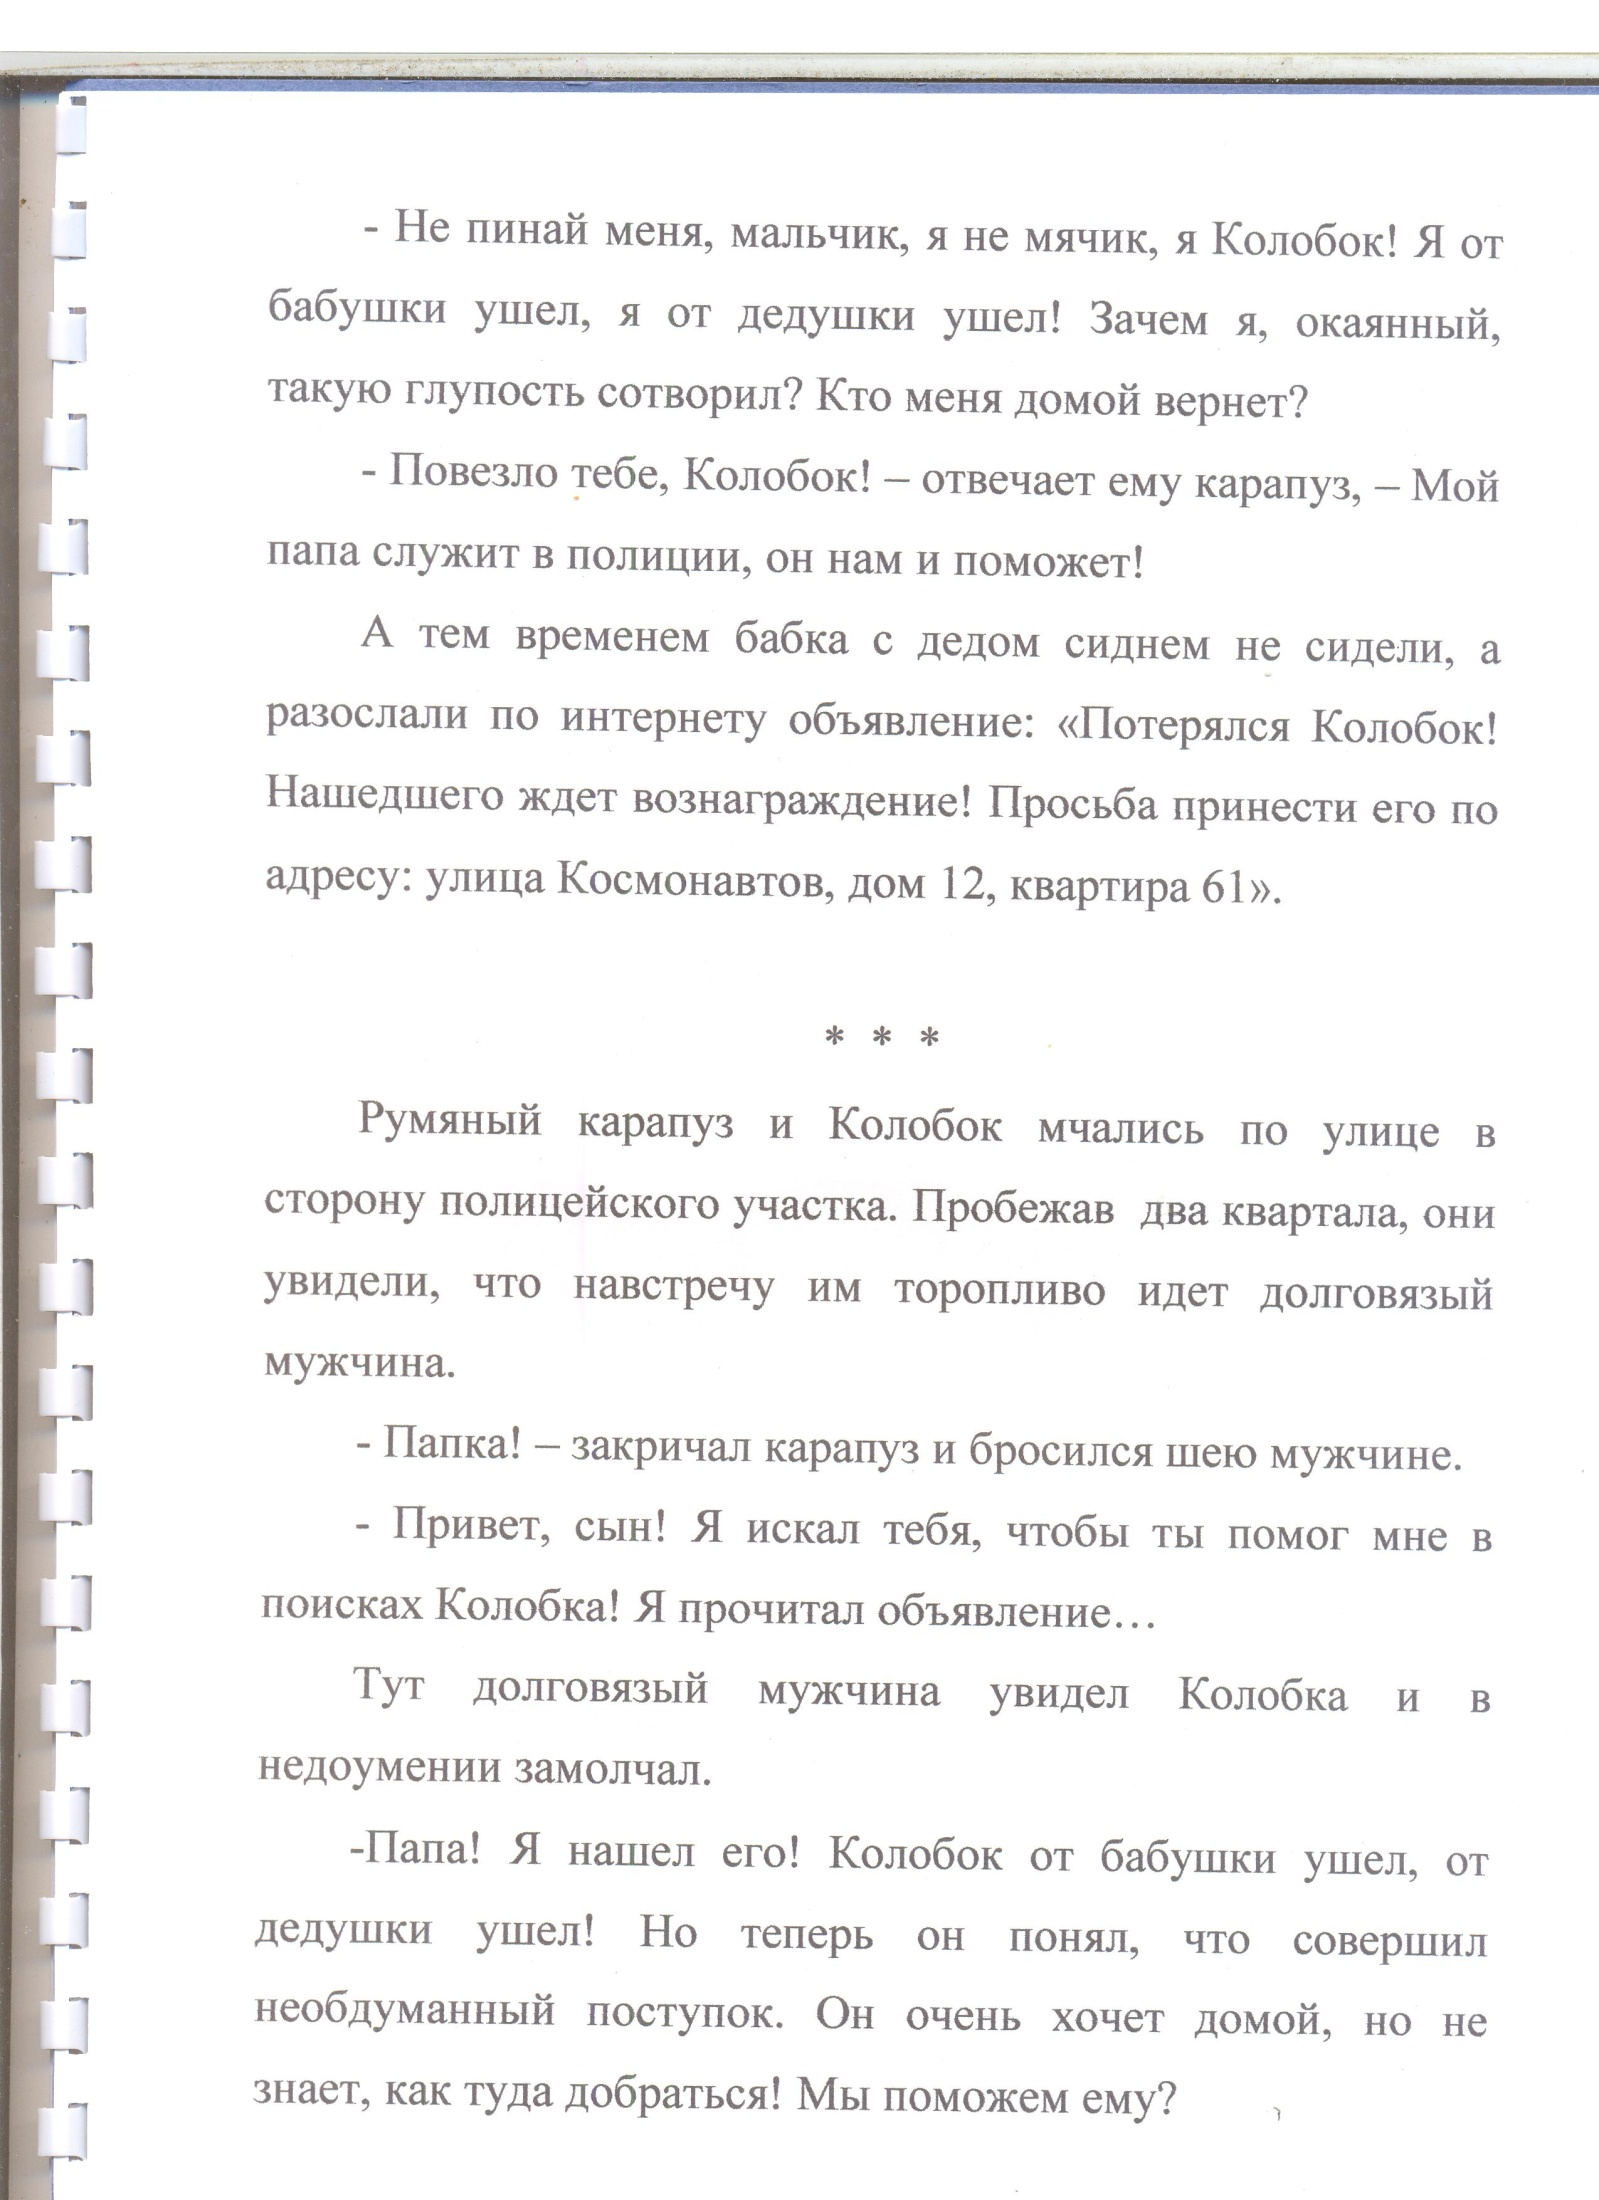 - Не пинай меня, мальчик, я не мячик, я Колобок! Я от
бабушки ушел, я от дедушки ушел! Зачем я, окаянный,
такую глупость сотворил? Кто меня домой вернет?
- Повезло тебе, Колобок! – отвечает ему карапуз, – Мой
папа служит в полиции, он нам и поможет!
А тем временем бабка с дедом сиднем не сидели, а
разослали по интернету объявление: «Потерялся Колобок!
Нашедшего ждет вознаграждение! Просьба принести его по
адресу: улица Космонавтов, дом 12, квартира 61».
* * *
Румяный карапуз и Колобок мчались по улице в
сторону полицейского участка. Пробежав два квартала, они
увидели, что навстречу им торопливо идет долговязый
мужчина.
- Папка! – закричал карапуз и бросился шею мужчине.
- Привет, сын! Я искал тебя, чтобы ты помог мне в
поисках Колобка! Я прочитал объявление…
Тут долговязый мужчина увидел Колобка и в
недоумении замолчал.
-Папа! Я нашел его! Колобок от бабушки ушел, от
дедушки ушел! Но теперь он понял, что совершил
необдуманный поступок. Он очень хочет домой, но не
знает, как туда добраться! Мы поможем ему?